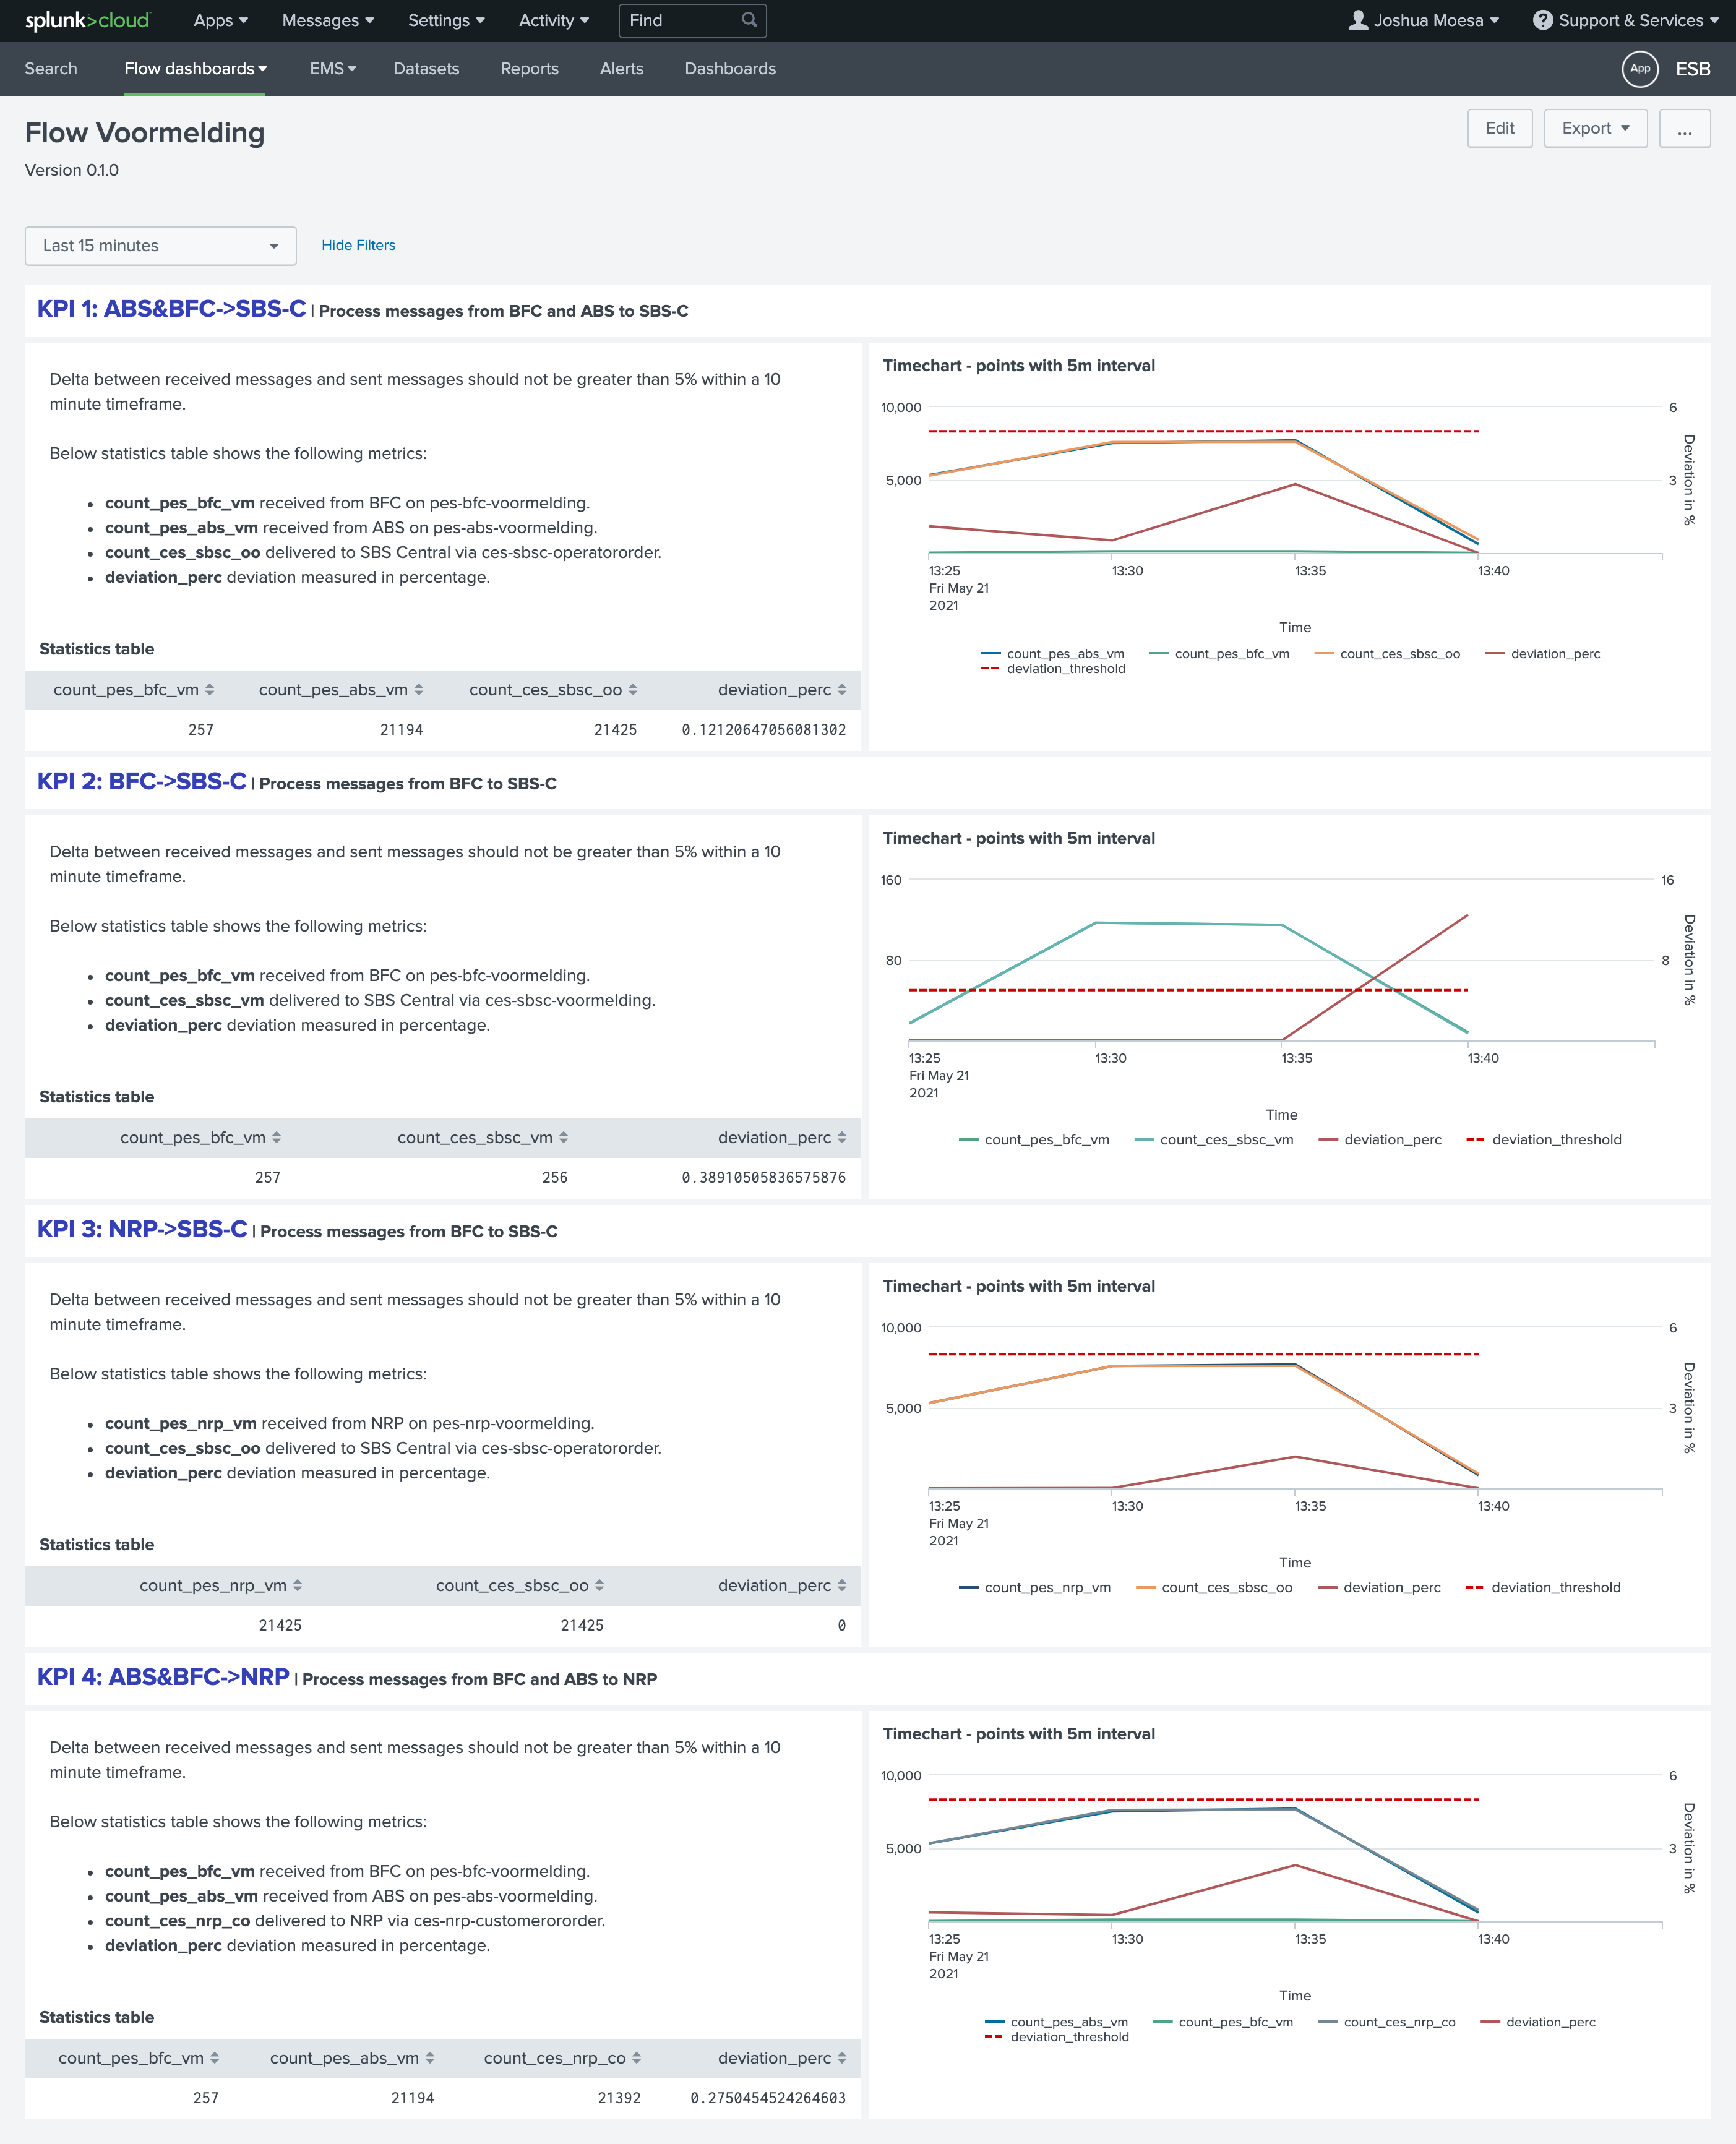 splunk>cloud Apps Messages Settings Activity Find Joshua Moesa ? Support & Services
Search Flow dashboards EMS Datasets Reports Alerts Dashboards App ESB
Flow Voormelding
Edit Export ...
Version 0.1.0
Last 15 minutes Hide Filters
KPI 1: ABS&BFC->SBS-C | Process messages from BFC and ABS to SBS-C
Delta between received messages and sent messages should not be greater than 5% within a 10
minute timeframe.
Below statistics table shows the following metrics:
• count_pes_bfc_vm received from BFC on pes-bfc-voormelding.
• count_pes_abs_vm received from ABS on pes-abs-voormelding.
• count_ces_sbsc_oo delivered to SBS Central via ces-sbsc-operatororder.
• deviation_perc deviation measured in percentage.
Statistics table
count_pes_bfc_vm count_pes_abs_vm count_ces_sbsc_oo deviation_perc
257 21194 21425 0.12120647056081302
Timechart - points with 5m interval
10,000 6
5,000 3
Deviation in %
13:25 13:30 13:35 13:40
Fri May 21
2021
Time
count_pes_abs_vm count_pes_bfc_vm count_ces_sbsc_oo deviation_perc
deviation_threshold
KPI 2: BFC->SBS-C | Process messages from BFC to SBS-C
Delta between received messages and sent messages should not be greater than 5% within a 10
minute timeframe.
Below statistics table shows the following metrics:
• count_pes_bfc_vm received from BFC on pes-bfc-voormelding.
• count_ces_sbsc_vm delivered to SBS Central via ces-sbsc-voormelding.
• deviation_perc deviation measured in percentage.
Statistics table
count_pes_bfc_vm count_ces_sbsc_vm deviation_perc
257 256 0.38910505836575876
Timechart - points with 5m interval
160 16
80 8
Deviation in %
13:25 13:30 13:35 13:40
Fri May 21
2021
Time
count_pes_bfc_vm count_ces_sbsc_vm deviation_perc deviation_threshold
KPI 3: NRP->SBS-C | Process messages from BFC to SBS-C
Delta between received messages and sent messages should not be greater than 5% within a 10
minute timeframe.
Below statistics table shows the following metrics:
• count_pes_nrp_vm received from NRP on pes-nrp-voormelding.
• count_ces_sbsc_oo delivered to SBS Central via ces-sbsc-operatororder.
• deviation_perc deviation measured in percentage.
Statistics table
count_pes_nrp_vm count_ces_sbsc_oo deviation_perc
21425 21425 0
Timechart - points with 5m interval
10,000 6
5,000 3
Deviation in %
13:25 13:30 13:35 13:40
Fri May 21
2021
Time
count_pes_nrp_vm count_ces_sbsc_oo deviation_perc deviation_threshold
KPI 4: ABS&BFC->NRP | Process messages from BFC and ABS to NRP
Delta between received messages and sent messages should not be greater than 5% within a 10
minute timeframe.
Below statistics table shows the following metrics:
• count_pes_bfc_vm received from BFC on pes-bfc-voormelding.
• count_pes_abs_vm received from ABS on pes-abs-voormelding.
• count_ces_nrp_co delivered to NRP via ces-nrp-customerororder.
• deviation_perc deviation measured in percentage.
Statistics table
count_pes_bfc_vm count_pes_abs_vm count_ces_nrp_co deviation_perc
257 21194 21392 0.2750454524264603
Timechart - points with 5m interval
10,000 6
5,000 3
Deviation in %
13:25 13:30 13:35 13:40
Fri May 21
2021
Time
count_pes_abs_vm count_pes_bfc_vm count_ces_nrp_co deviation_perc
deviation_threshold